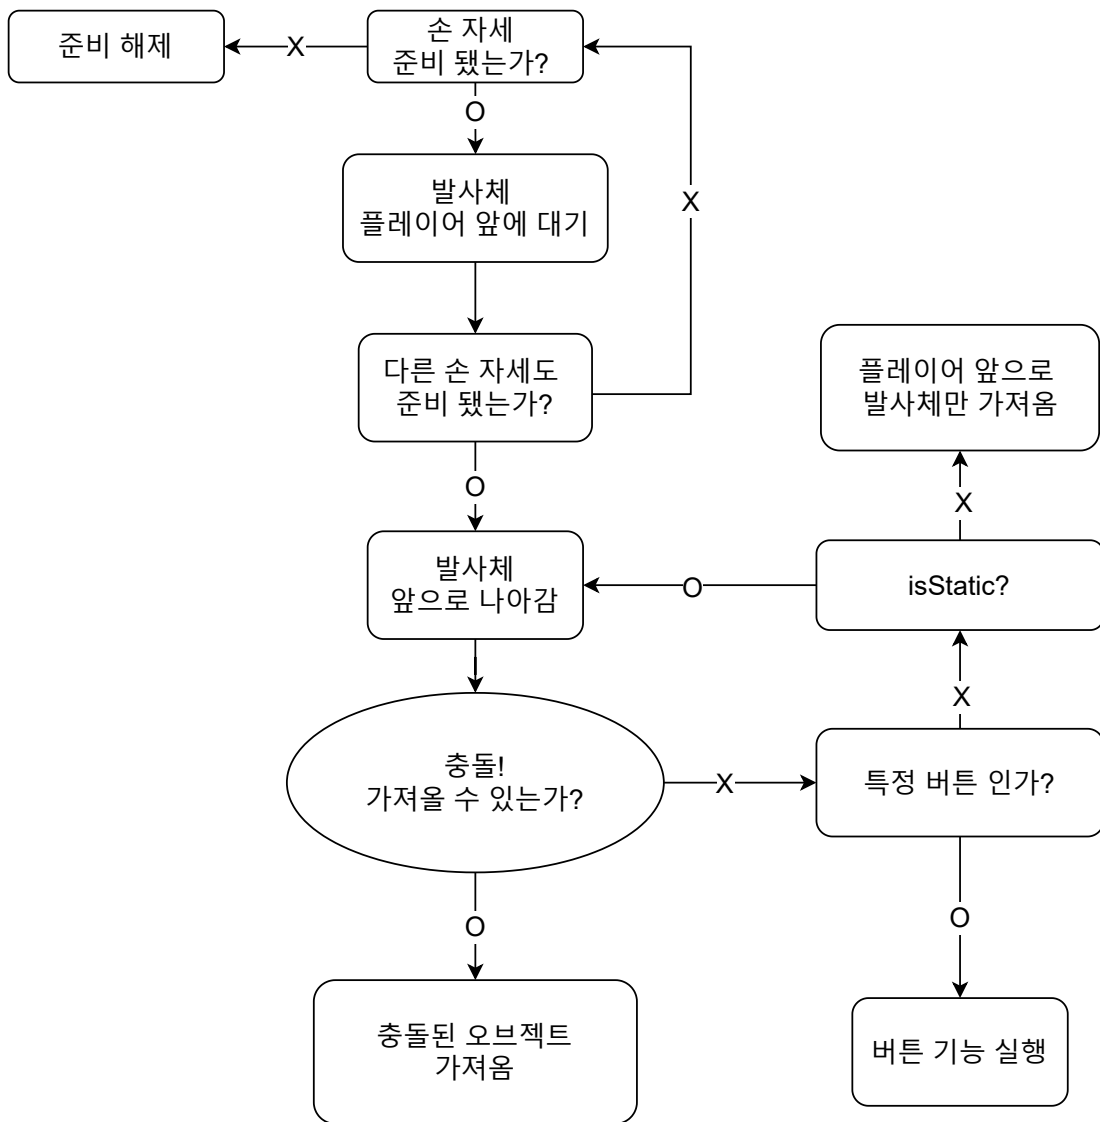 준비 해제
X
손 자세
준비 됐는가?
O
발사체
플레이어 앞에 대기
X
다른 손 자세도
준비 됐는가?
플레이어 앞으로
발사체만 가져옴
O
X
발사체
앞으로 나아감
O
isStatic?
X
충돌!
가져올 수 있는가?
X
특정 버튼 인가?
O
O
충돌된 오브젝트
가져옴
버튼 기능 실행